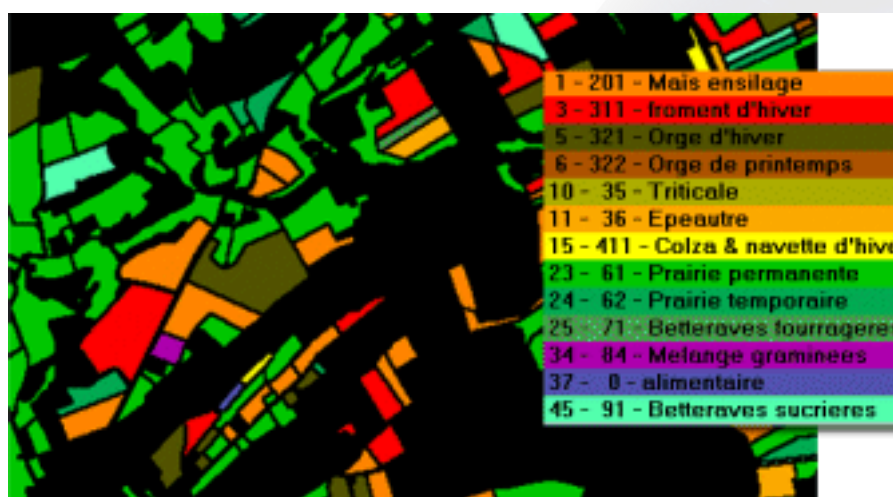 1 - 201 - Mais ensilage
3 - 311 - froment d'hiver
5 - 321 - Orge d'hiver
6 - 322 - Orge de printemps
10 - 35 - Triticale
11 - 36 - Epeautre
15 - 411 - Colza & navette d'hive
23 - 61 - Prairie permanente
24 - 62 - Prairie temporaire
25 - 71 - Betteraves fourrageres
34 - 84 - Melange graminees
37 - 0 - alimentaire
45 - 91 - Betteraves sucrieres